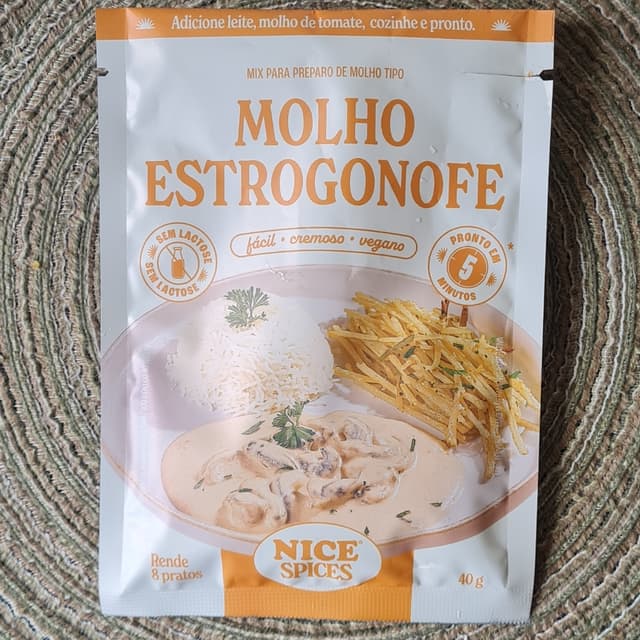 Adicione leite, molho de tomate, cozinhe e pronto.
MIX PARA PREPARO DE MOLHO TIPO
MOLHO
ESTROGONOFE
fácil • cremoso • vegano
SEM LACTOSE
SEM LACTOSE
PRONTO EM
5
MINUTOS
*
Rende
8 pratos
NICE®
SPICES
40 g